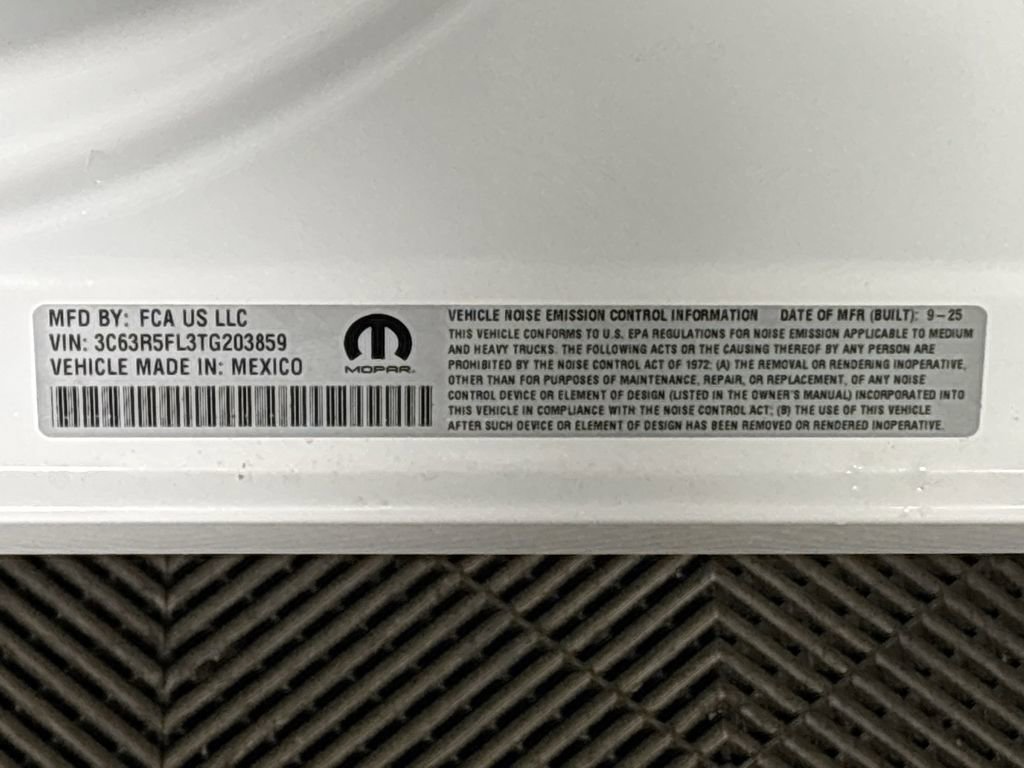 MFD BY: FCA US LLC
VIN: 3C63R5FL3TG203859
VEHICLE MADE IN: MEXICO
MOPAR
VEHICLE NOISE EMISSION CONTROL INFORMATION DATE OF MFR (BUILT): 9-25
THIS VEHICLE CONFORMS TO U.S. EPA REGULATIONS FOR NOISE EMISSION APPLICABLE TO MEDIUM
AND HEAVY TRUCKS. THE FOLLOWING ACTS OR THE CAUSING THEREOF BY ANY PERSON ARE
PROHIBITED BY THE NOISE CONTROL ACT OF 1972: (A) THE REMOVAL OR RENDERING INOPERATIVE,
OTHER THAN FOR PURPOSES OF MAINTENANCE, REPAIR, OR REPLACEMENT, OF ANY NOISE
CONTROL DEVICE OR ELEMENT OF DESIGN (LISTED IN THE OWNER'S MANUAL) INCORPORATED INTO
THIS VEHICLE IN COMPLIANCE WITH THE NOISE CONTROL ACT; (B) THE USE OF THIS VEHICLE
AFTER SUCH DEVICE OR ELEMENT OF DESIGN HAS BEEN REMOVED OR RENDERED INOPERATIVE.